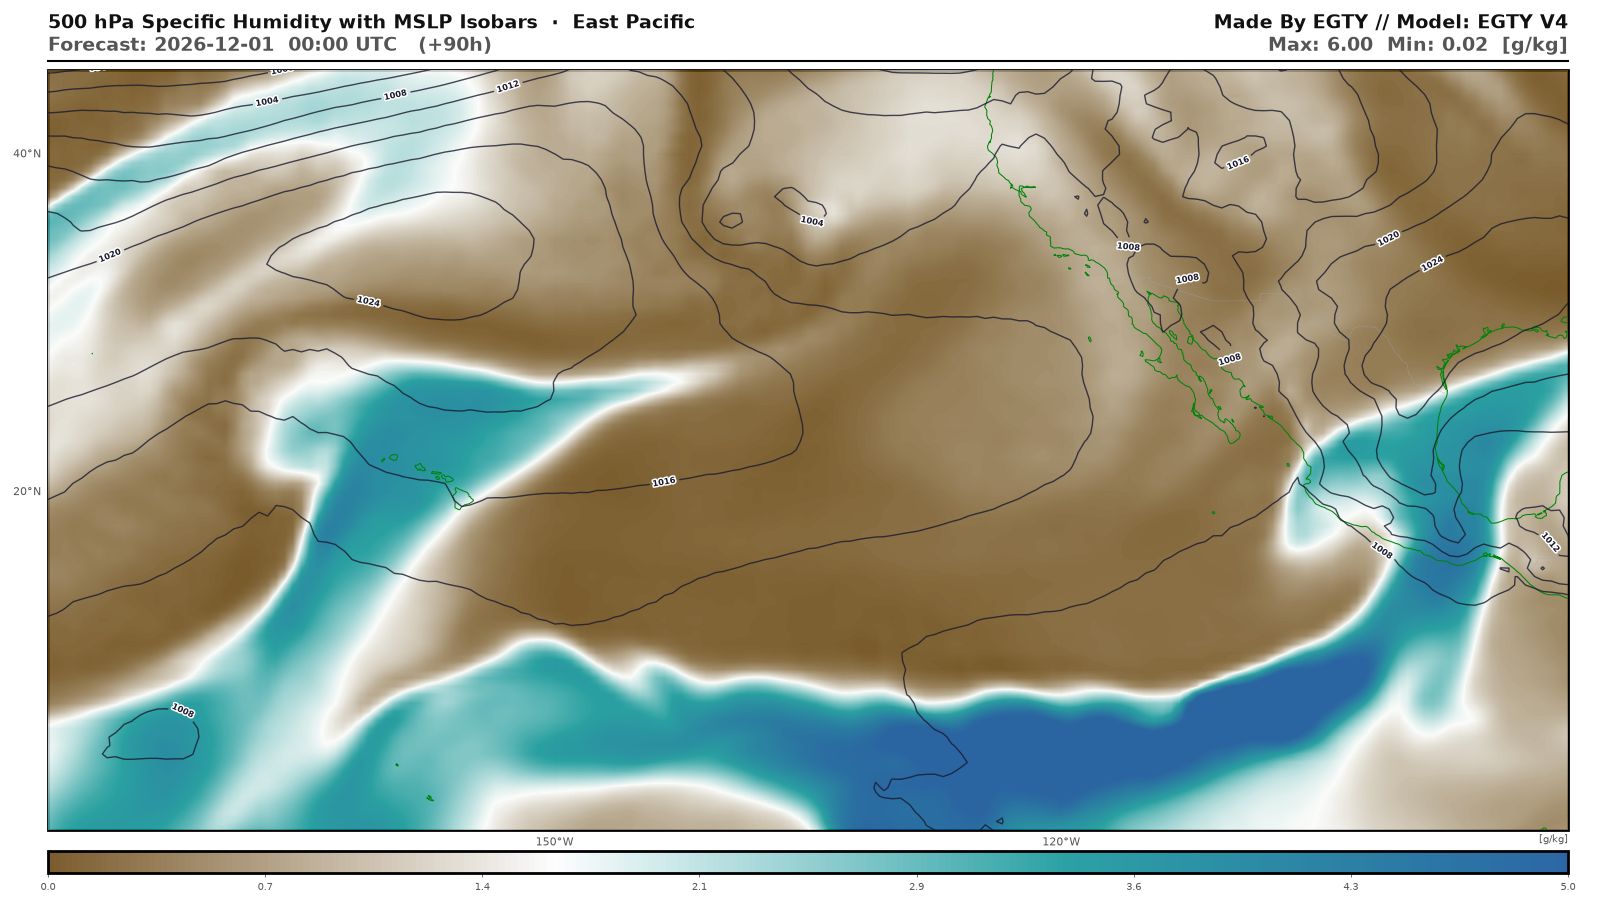 500 hPa Specific Humidity with MSLP Isobars · East Pacific
Made By EGTY // Model: EGTY V4
Forecast: 2026-12-01 00:00 UTC (+90h)
Max: 6.00 Min: 0.02 [g/kg]
1004
1008
1012
40°N
1016
1004
1020
1008
1020
1024
1008
1024
1008
1016
20°N
1012
1008
1008
150°W
120°W
[g/kg]
0.0
0.7
1.4
2.1
2.9
3.6
4.3
5.0